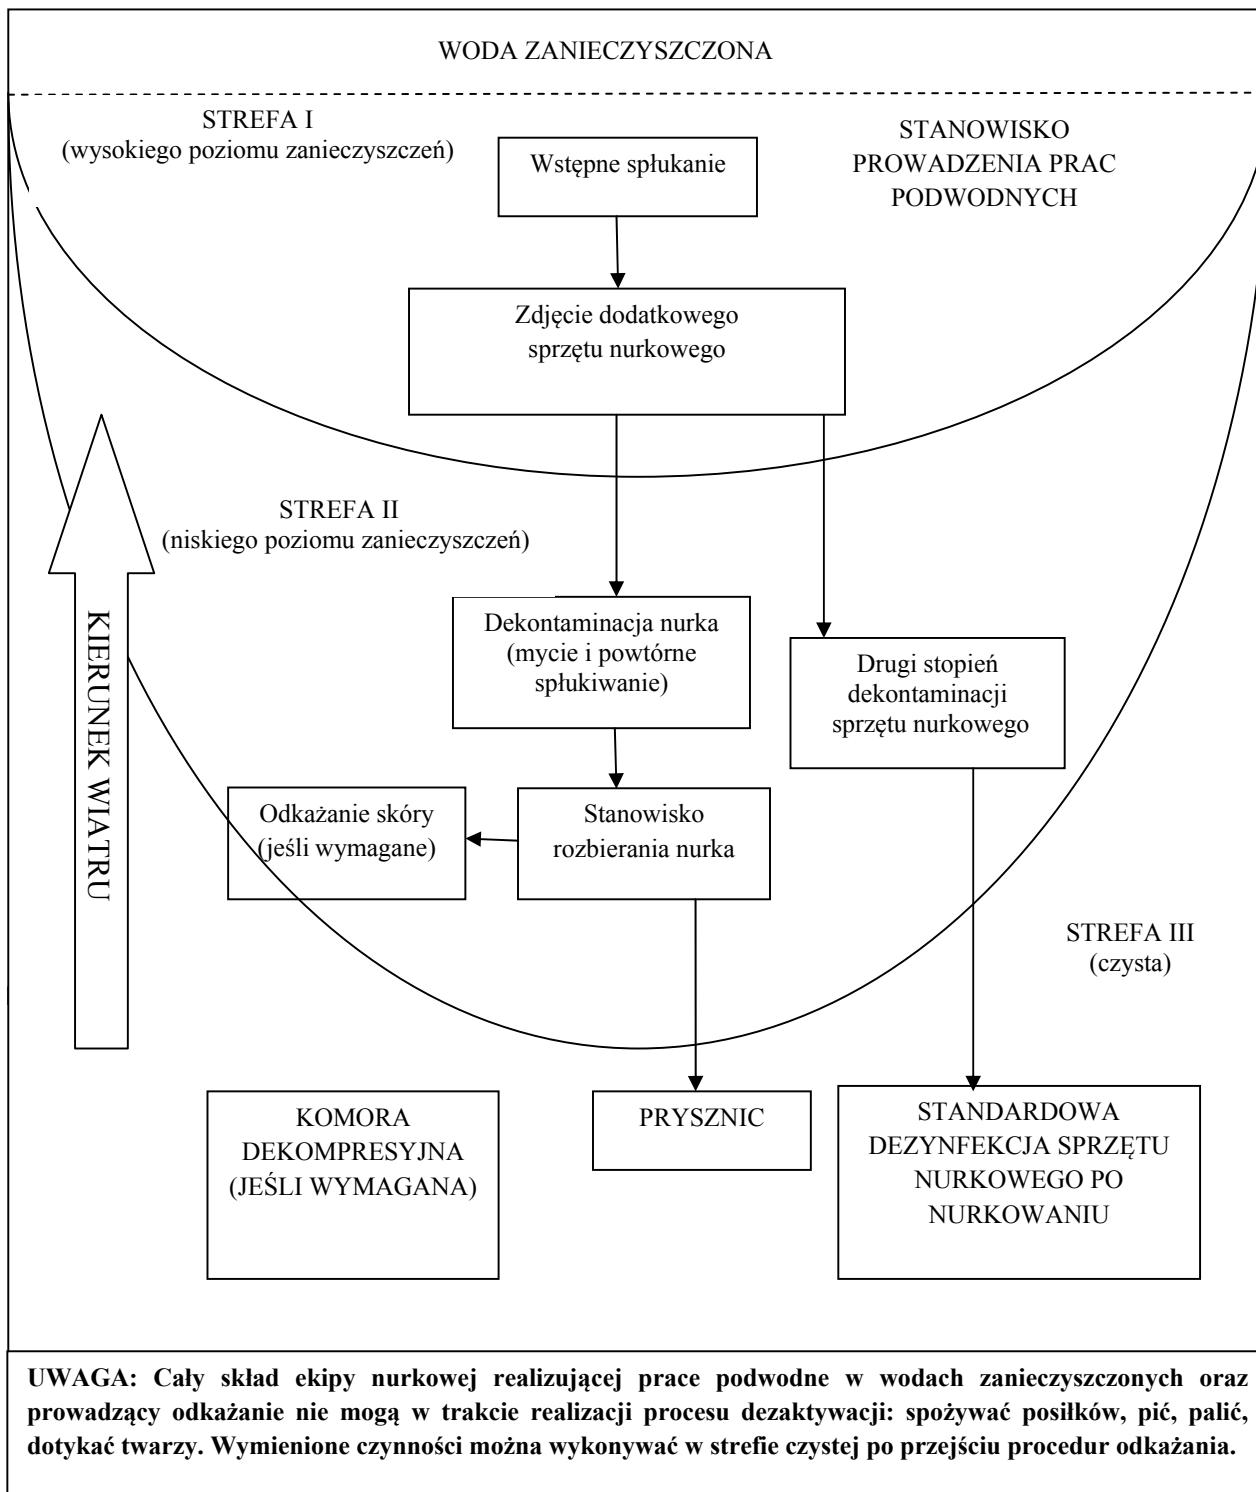 WODA ZANIECZYSZCZONA
STREFA I
(wysokiego poziomu zanieczyszczeń)
STANOWISKO
PROWADZENIA PRAC
PODWODNYCH
Wstępne spłukanie
Zdjęcie dodatkowego
sprzętu nurkowego
STREFA II
(niskiego poziomu zanieczyszczeń)
KIERUNEK WIATRU
Dekontaminacja nurka
(mycie i powtórne
spłukiwanie)
Drugi stopień
dekontaminacji
sprzętu nurkowego
Odkażanie skóry
(jeśli wymagane)
Stanowisko
rozbierania nurka
STREFA III
(czysta)
KOMORA
DEKOMPRESYJNA
(JEŚLI WYMAGANA)
PRYSZNIC
STANDARDOWA
DEZYNFEKCJA SPRZĘTU
NURKOWEGO PO
NURKOWANIU
UWAGA: Cały skład ekipy nurkowej realizującej prace podwodne w wodach zanieczyszczonych oraz
prowadzący odkażanie nie mogą w trakcie realizacji procesu dezaktywacji: spożywać posiłków, pić, palić,
dotykać twarzy. Wymienione czynności można wykonywać w strefie czystej po przejściu procedur odkażania.